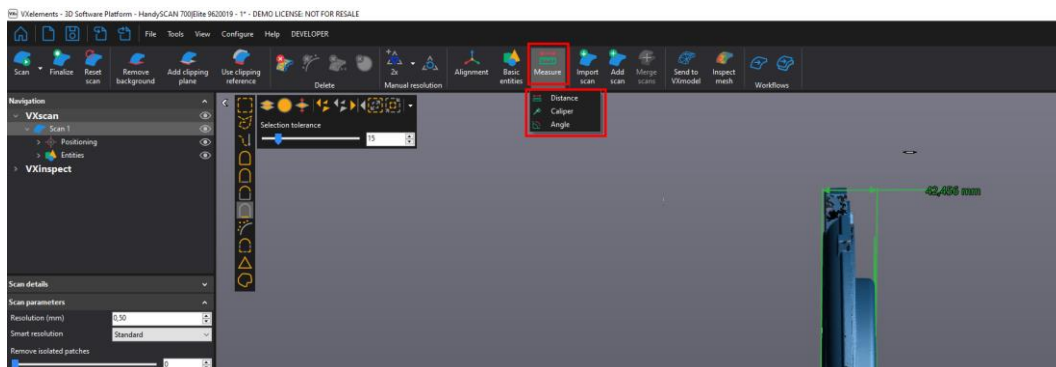 VXelements - 3D Software Platform - HandySCAN 700|Elite 9620019 - 1* - DEMO LICENSE: NOT FOR RESALE
File Tools View Configure Help DEVELOPER
Scan Finalize Reset scan Remove background Add clipping plane Use clipping reference Delete 2x Manual resolution Alignment Basic entities Measure Import scan Add scan Merge scans Send to VXmodel Inspect mesh Workflows
Distance
Caliper
Angle
Navigation
VXscan
Scan 1
Positioning
Entities
VXinspect
Selection tolerance
15
42,456 mm
Scan details
Scan parameters
Resolution (mm) 0,50
Smart resolution Standard
Remove isolated patches
0